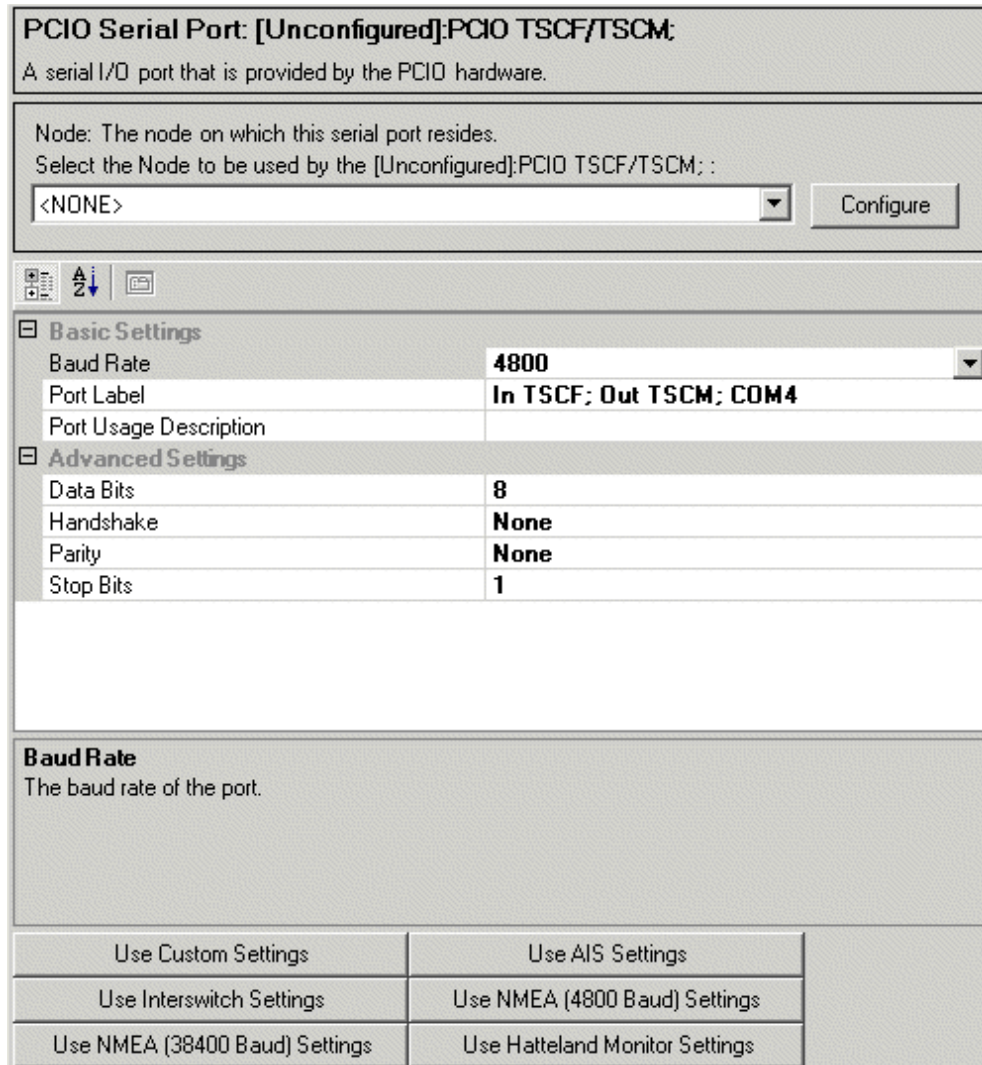 PCIO Serial Port: [Unconfigured]:PCIO TSCF/TSCM;
A serial I/O port that is provided by the PCIO hardware.
Node: The node on which this serial port resides.
Select the Node to be used by the [Unconfigured]:PCIO TSCF/TSCM; :
<NONE>
Configure
Basic Settings
Baud Rate 4800
Port Label In TSCF; Out TSCM; COM4
Port Usage Description
Advanced Settings
Data Bits 8
Handshake None
Parity None
Stop Bits 1
Baud Rate
The baud rate of the port.
Use Custom Settings Use AIS Settings
Use Interswitch Settings Use NMEA (4800 Baud) Settings
Use NMEA (38400 Baud) Settings Use Hatteland Monitor Settings